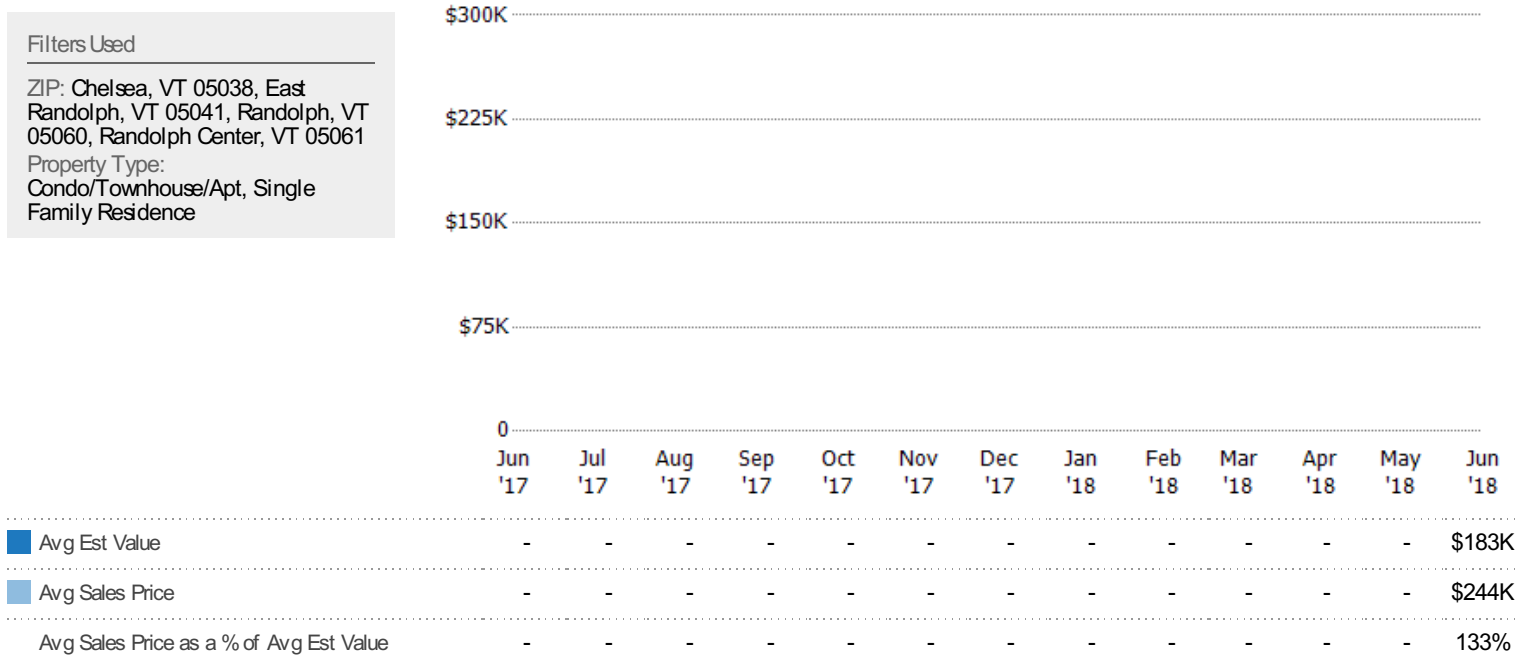 Filters Used
ZIP: Chelsea, VT 05038, East
Randolph, VT 05041, Randolph, VT
05060, Randolph Center, VT 05061
Property Type:
Condo/Townhouse/Apt, Single
Family Residence
$300K
$225K
$150K
$75K
0
Jun Jul Aug Sep Oct Nov Dec Jan Feb Mar Apr May Jun
'17 '17 '17 '17 '17 '17 '17 '18 '18 '18 '18 '18 '18
Avg Est Value - - - - - - - - - - - - $183K
Avg Sales Price - - - - - - - - - - - - $244K
Avg Sales Price as a % of Avg Est Value - - - - - - - - - - - - 133%